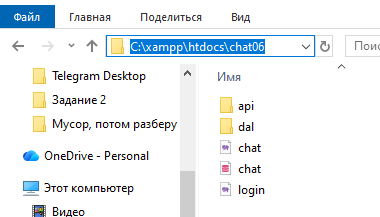 Файл Главная Поделиться Вид
C:\xampp\htdocs\chat06
Поис
Telegram Desktop
Задание 2
Мусор, потом разберу
OneDrive - Personal
Этот компьютер
Видео
Имя
api
dal
chat
chat
login